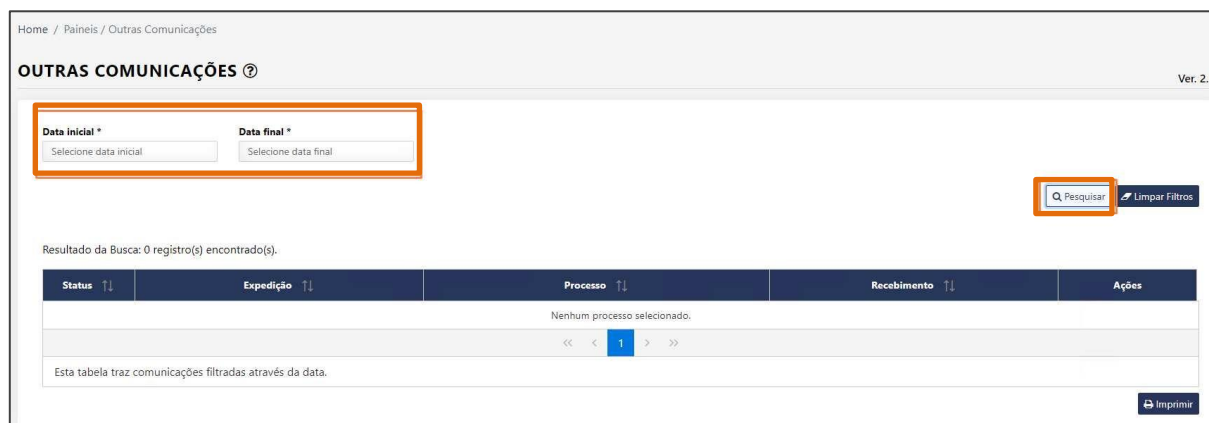 Home / Paineis / Outras Comunicações
OUTRAS COMUNICAÇÕES
Ver. 2.
Data inicial * Data final *
Selecione data inicial Selecione data final
Pesquisar Limpar Filtros
Resultado da Busca: 0 registro(s) encontrado(s).
Status Expedição Processo Recebimento Ações
Nenhum processo selecionado.
<< < 1 > >>
Esta tabela traz comunicações filtradas através da data.
Imprimir